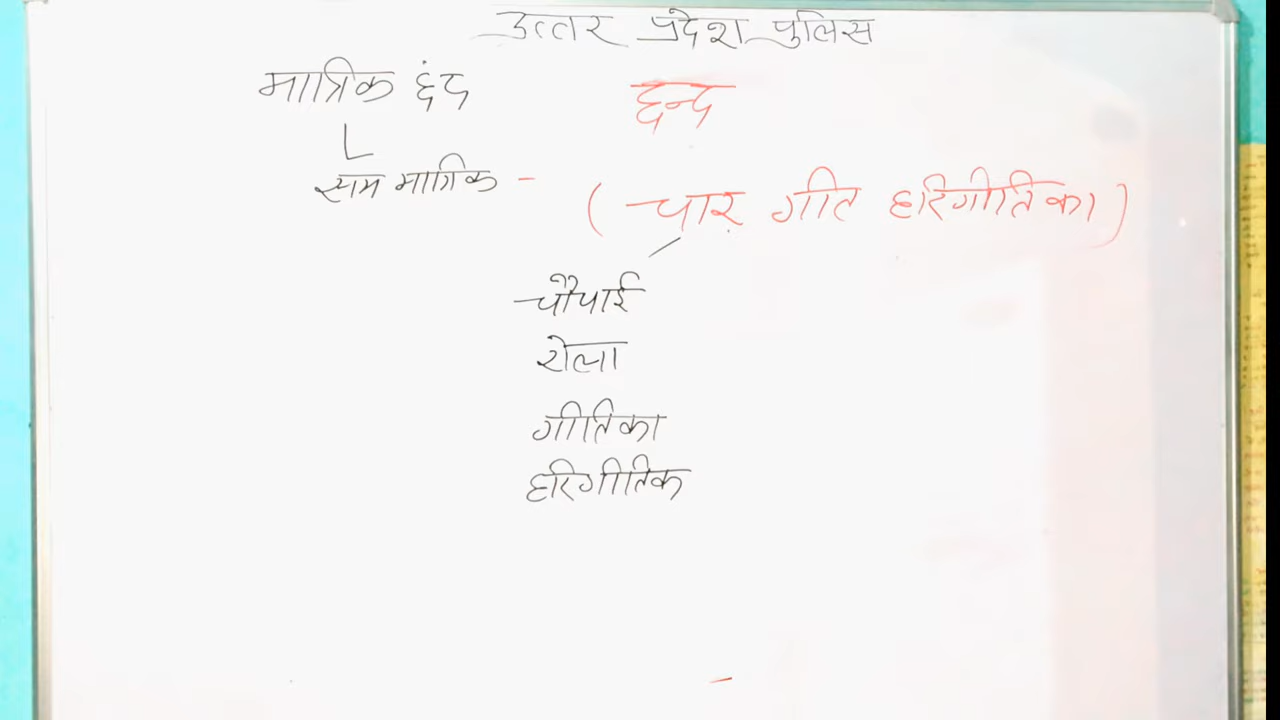 उत्तर प्रदेश पुलिस
मात्रिक छंद
छन्द
सम मात्रिक - (चार गीत हरिगीतिका)
चौपाई
रोला
गीतिका
हरिगीतिक